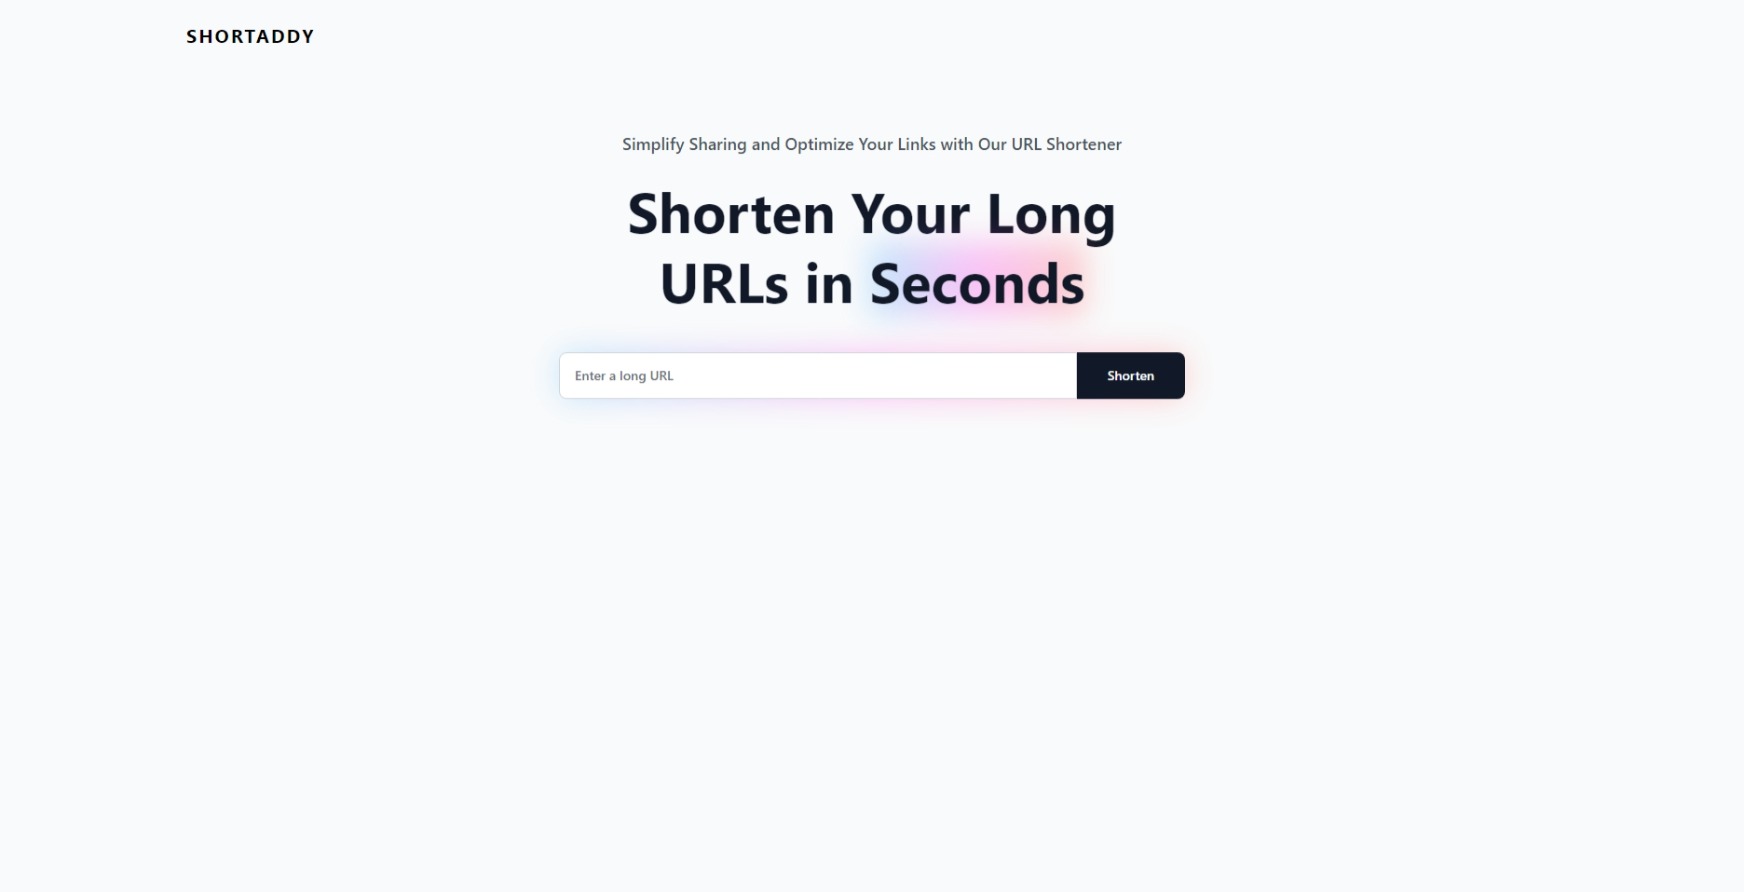 SHORTADDY
Simplify Sharing and Optimize Your Links with Our URL Shortener
Shorten Your Long
URLs in Seconds
Enter a long URL
Shorten